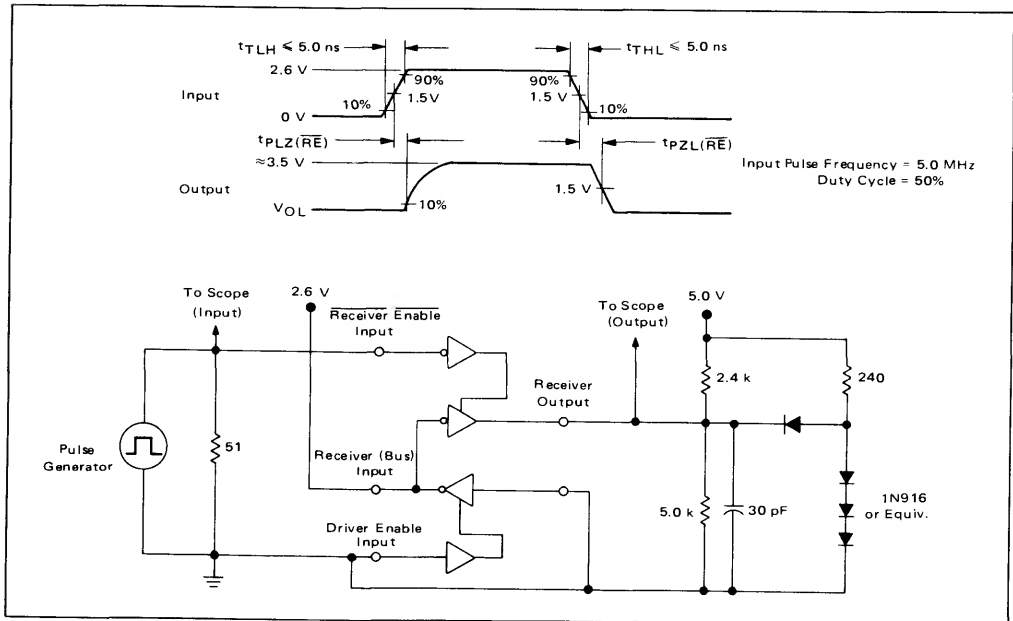 tTLH ≤ 5.0 ns
tTHL ≤ 5.0 ns
2.6 V
90%
90%
Input
1.5 V
1.5 V
10%
10%
0 V
tPLZ(R̅E̅)
tPZL(R̅E̅)
≈3.5 V
Input Pulse Frequency = 5.0 MHz
Duty Cycle = 50%
Output
1.5 V
VOL
10%
To Scope
(Input)
2.6 V
To Scope
(Output)
5.0 V
Receiver Enable
Input
2.4 k
240
Receiver
Output
Pulse
Generator
51
Receiver (Bus)
Input
5.0 k
30 pF
1N916
or Equiv.
Driver Enable
Input